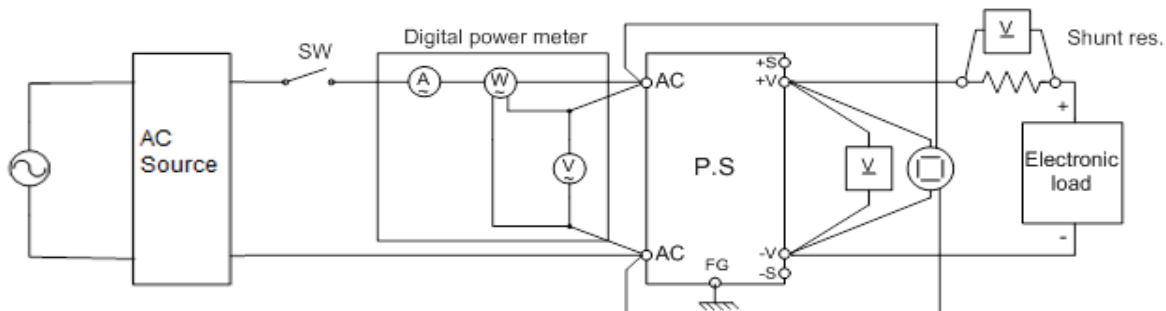 SW
Digital power meter
V
Shunt res.
A
W
AC
+S
+V
+
AC
Source
V
P.S
V
Electronic
load
AC
FG
-V
-S
-